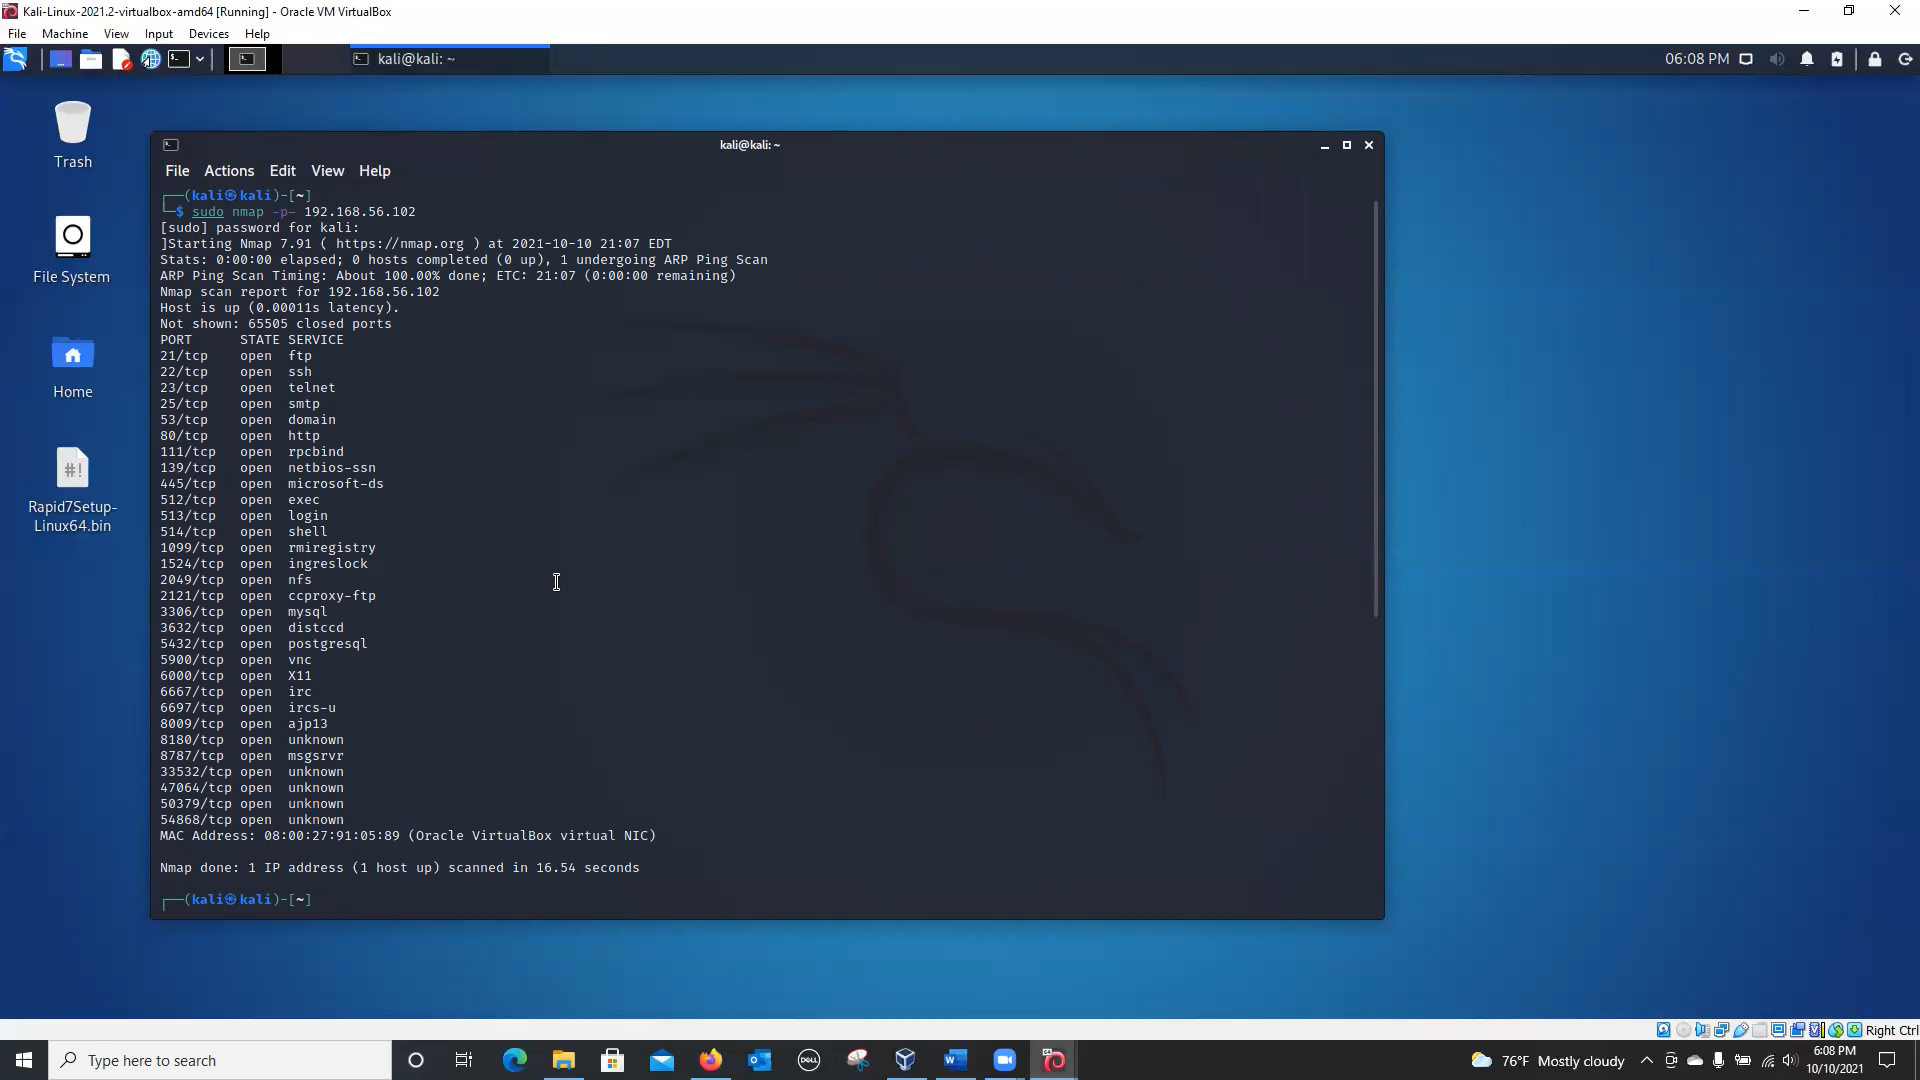 Kali-Linux-2021.2-virtualbox-amd64 [Running] - Oracle VM VirtualBox
File Machine View Input Devices Help
kali@kali: ~
06:08 PM
Trash
File System
Home
Rapid7Setup-
Linux64.bin
kali@kali: ~
File Actions Edit View Help
┌──(kali㉿kali)-[~]
└─$ sudo nmap -p- 192.168.56.102
[sudo] password for kali:
]Starting Nmap 7.91 ( https://nmap.org ) at 2021-10-10 21:07 EDT
Stats: 0:00:00 elapsed; 0 hosts completed (0 up), 1 undergoing ARP Ping Scan
ARP Ping Scan Timing: About 100.00% done; ETC: 21:07 (0:00:00 remaining)
Nmap scan report for 192.168.56.102
Host is up (0.00011s latency).
Not shown: 65505 closed ports
PORT      STATE SERVICE
21/tcp    open  ftp
22/tcp    open  ssh
23/tcp    open  telnet
25/tcp    open  smtp
53/tcp    open  domain
80/tcp    open  http
111/tcp   open  rpcbind
139/tcp   open  netbios-ssn
445/tcp   open  microsoft-ds
512/tcp   open  exec
513/tcp   open  login
514/tcp   open  shell
1099/tcp  open  rmiregistry
1524/tcp  open  ingreslock
2049/tcp  open  nfs
2121/tcp  open  ccproxy-ftp
3306/tcp  open  mysql
3632/tcp  open  distccd
5432/tcp  open  postgresql
5900/tcp  open  vnc
6000/tcp  open  X11
6667/tcp  open  irc
6697/tcp  open  ircs-u
8009/tcp  open  ajp13
8180/tcp  open  unknown
8787/tcp  open  msgsrvr
33532/tcp open  unknown
47064/tcp open  unknown
50379/tcp open  unknown
54868/tcp open  unknown
MAC Address: 08:00:27:91:05:89 (Oracle VirtualBox virtual NIC)
Nmap done: 1 IP address (1 host up) scanned in 16.54 seconds
┌──(kali㉿kali)-[~]
Right Ctrl
Type here to search
DELL
76°F Mostly cloudy
6:08 PM
10/10/2021